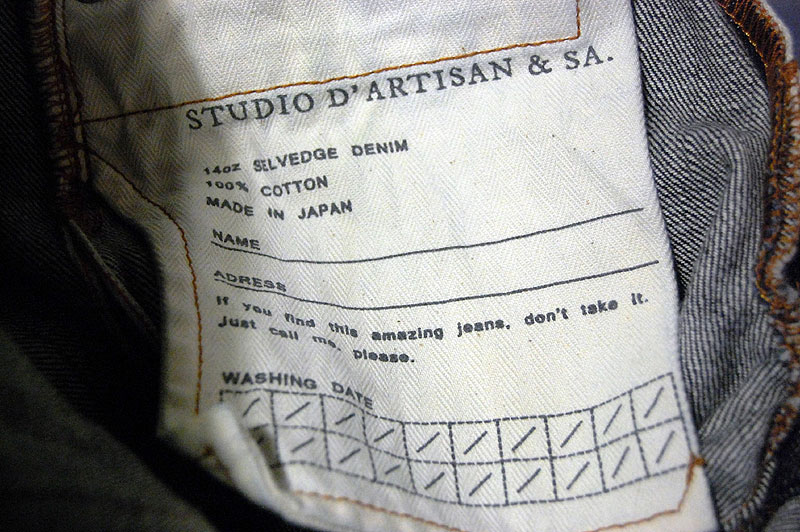 STUDIO D'ARTISAN & SA.
14oz SELVEDGE DENIM
100% COTTON
MADE IN JAPAN
NAME
ADRESS
If you find this amazing jeans, don't take it.
Just call me, please.
WASHING DATE